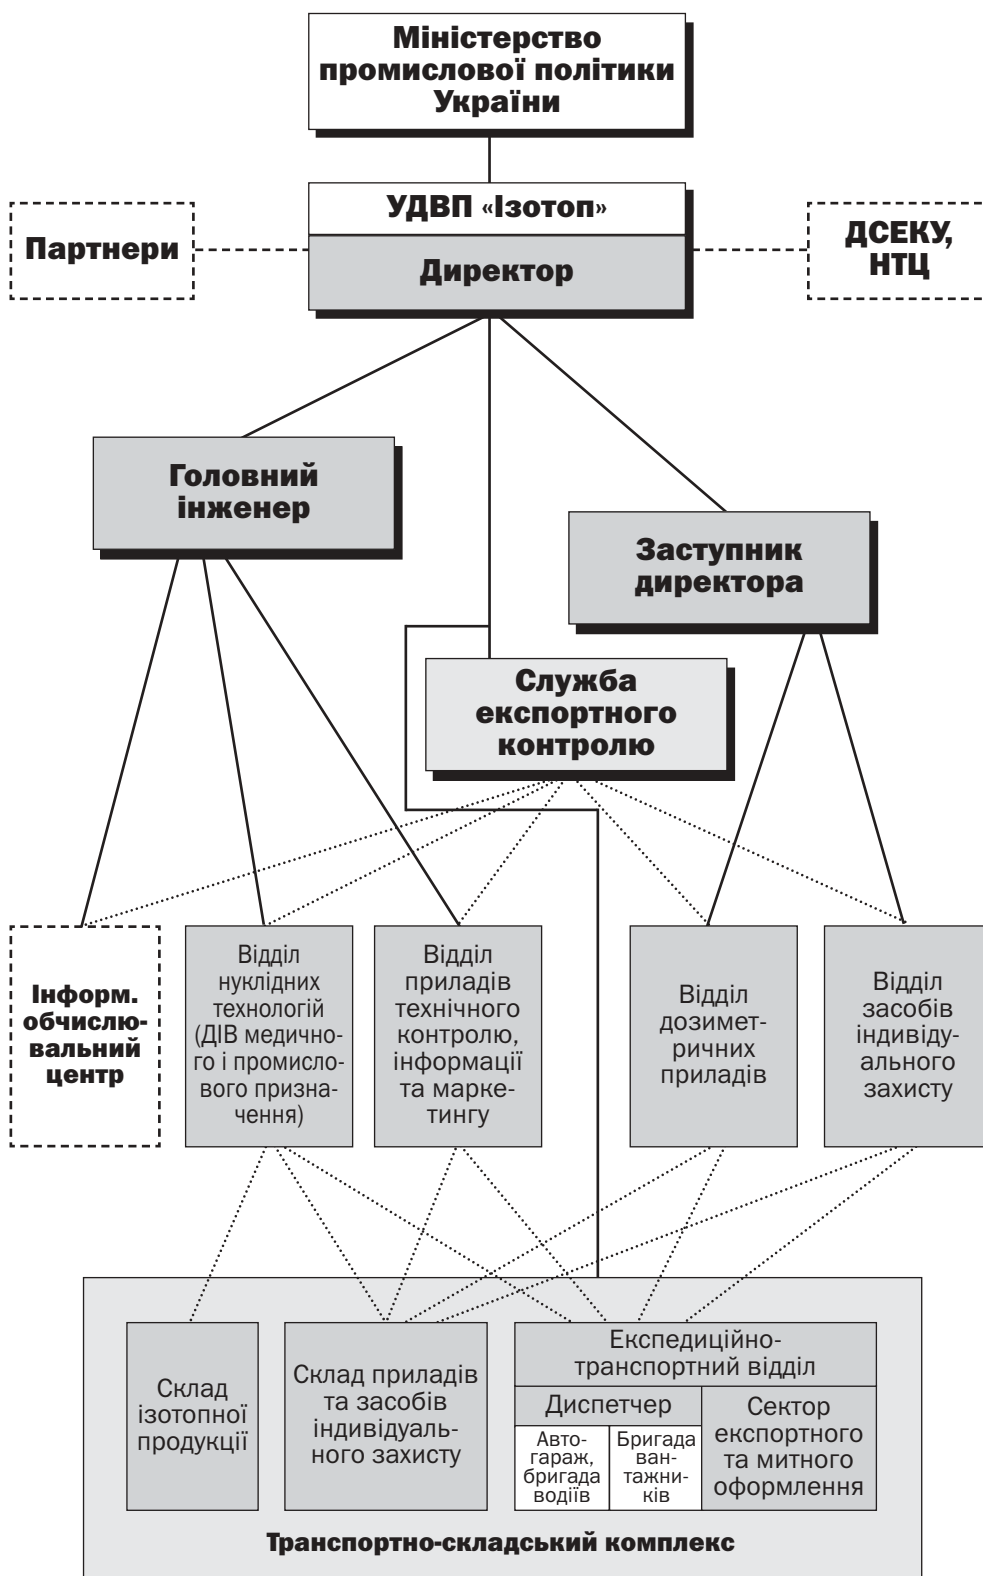 Міністерство
промислової політики
України
УДВП «Ізотоп»
Директор
Партнери
ДСЕКУ,
НТЦ
Головний
інженер
Заступник
директора
Служба
експортного
контролю
Інформ.
обчислю-
вальний
центр
Відділ
нуклідних
технологій
(ДІВ медично-
го і промисло-
вого призна-
чення)
Відділ
приладів
технічного
контролю,
інформації
та марке-
тингу
Відділ
дозимет-
ричних
приладів
Відділ
засобів
індивіду-
ального
захисту
Склад
ізотопної
продукції
Склад приладів
та засобів
індивідуаль-
ного захисту
Експедиційно-
транспортний відділ
Диспетчер
Авто-
гараж,
бригада
водіїв
Бригада
ван-
тажни-
ків
Сектор
експортного
та митного
оформлення
Транспортно-складський комплекс